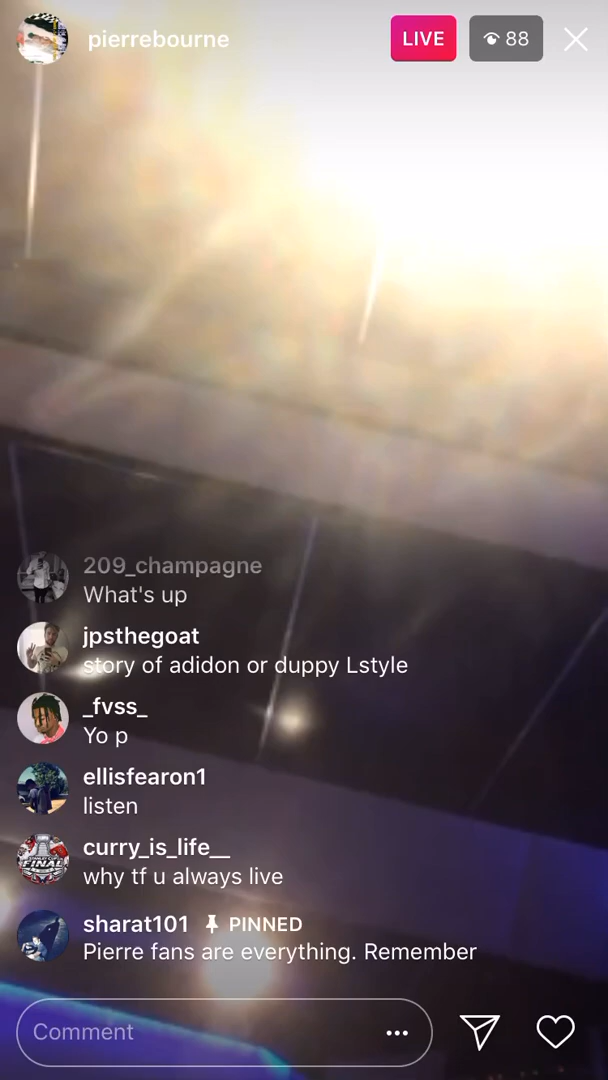 pierrebourne
LIVE
88
209_champagne
What's up
jpsthegoat
story of adidon or duppy Lstyle
_fvss_
Yo p
ellisfearon1
listen
curry_is_life__
why tf u always live
FINAL
sharat101 PINNED
Pierre fans are everything. Remember
Comment